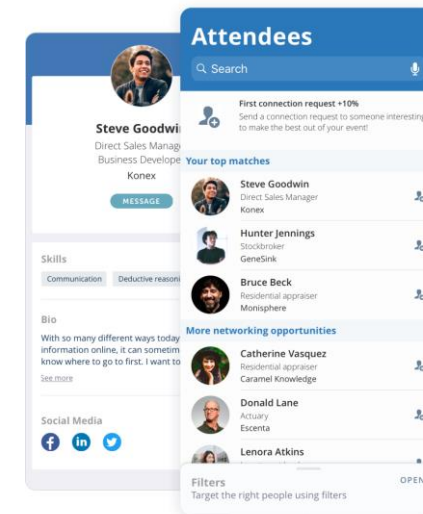 Steve Goodwi
Direct Sales Manag
Business Develope
Konex
MESSAGE
Skills
Communication
Deductive reasoni
Bio
With so many different ways today
information online, it can sometim
know where to go to first. I want to
See more
Social Media
Attendees
Search
First connection request +10%
Send a connection request to someone interesting
to make the best out of your event!
Your top matches
Steve Goodwin
Direct Sales Manager
Konex
Hunter Jennings
Stockbroker
GeneSink
Bruce Beck
Residential appraiser
Monisphere
More networking opportunities
Catherine Vasquez
Residential appraiser
Caramel Knowledge
Donald Lane
Actuary
Escenta
Lenora Atkins
Filters
OPEN
Target the right people using filters